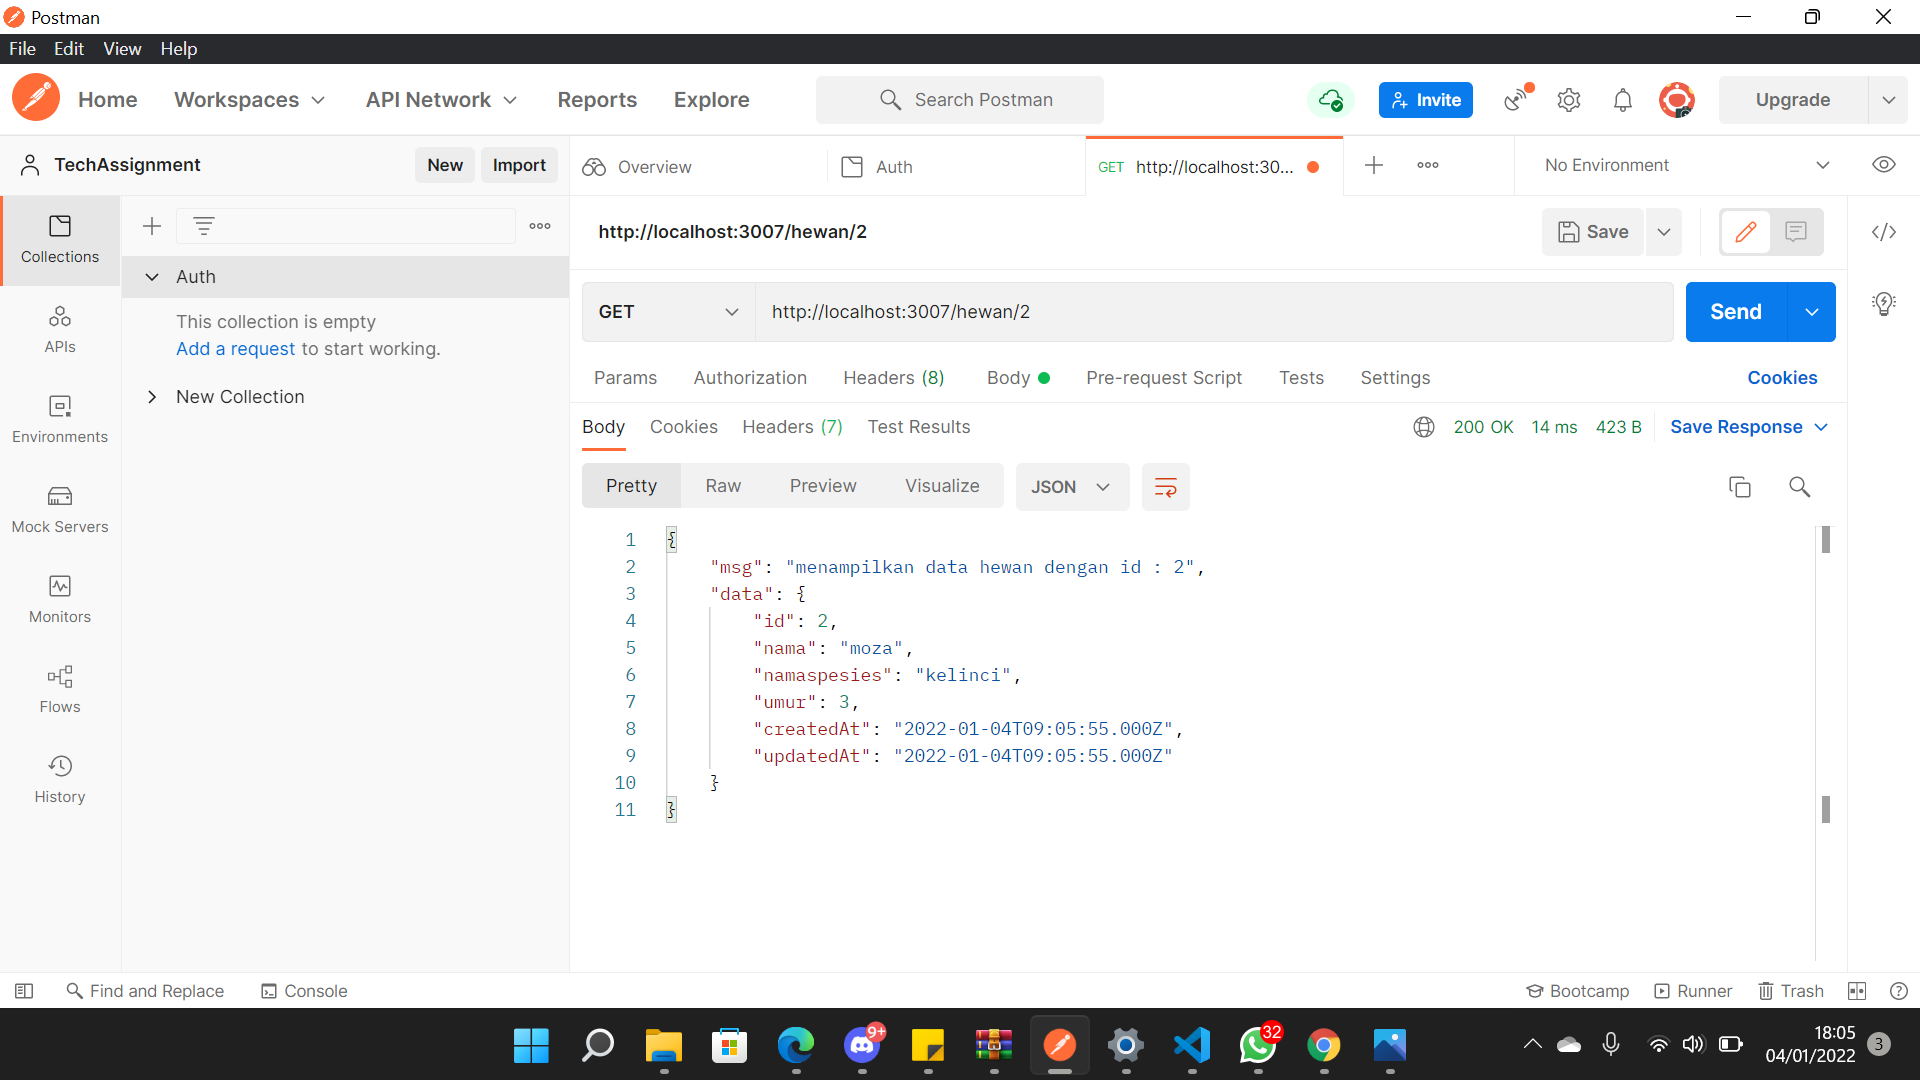 Postman
File Edit View Help
Home Workspaces API Network Reports Explore Search Postman Invite Upgrade
TechAssignment New Import Overview Auth GET http://localhost:30... No Environment
http://localhost:3007/hewan/2 Save
Collections
Auth
This collection is empty
Add a request to start working.
New Collection
APIs
Environments
Mock Servers
Monitors
Flows
History
GET http://localhost:3007/hewan/2 Send
Params Authorization Headers (8) Body Pre-request Script Tests Settings Cookies
Body Cookies Headers (7) Test Results 200 OK 14 ms 423 B Save Response
Pretty Raw Preview Visualize JSON
1 {
2 "msg": "menampilkan data hewan dengan id : 2",
3 "data": {
4 "id": 2,
5 "nama": "moza",
6 "namaspesies": "kelinci",
7 "umur": 3,
8 "createdAt": "2022-01-04T09:05:55.000Z",
9 "updatedAt": "2022-01-04T09:05:55.000Z"
10 }
11 }
Find and Replace Console Bootcamp Runner Trash
9+ 32 18:05
04/01/2022 3